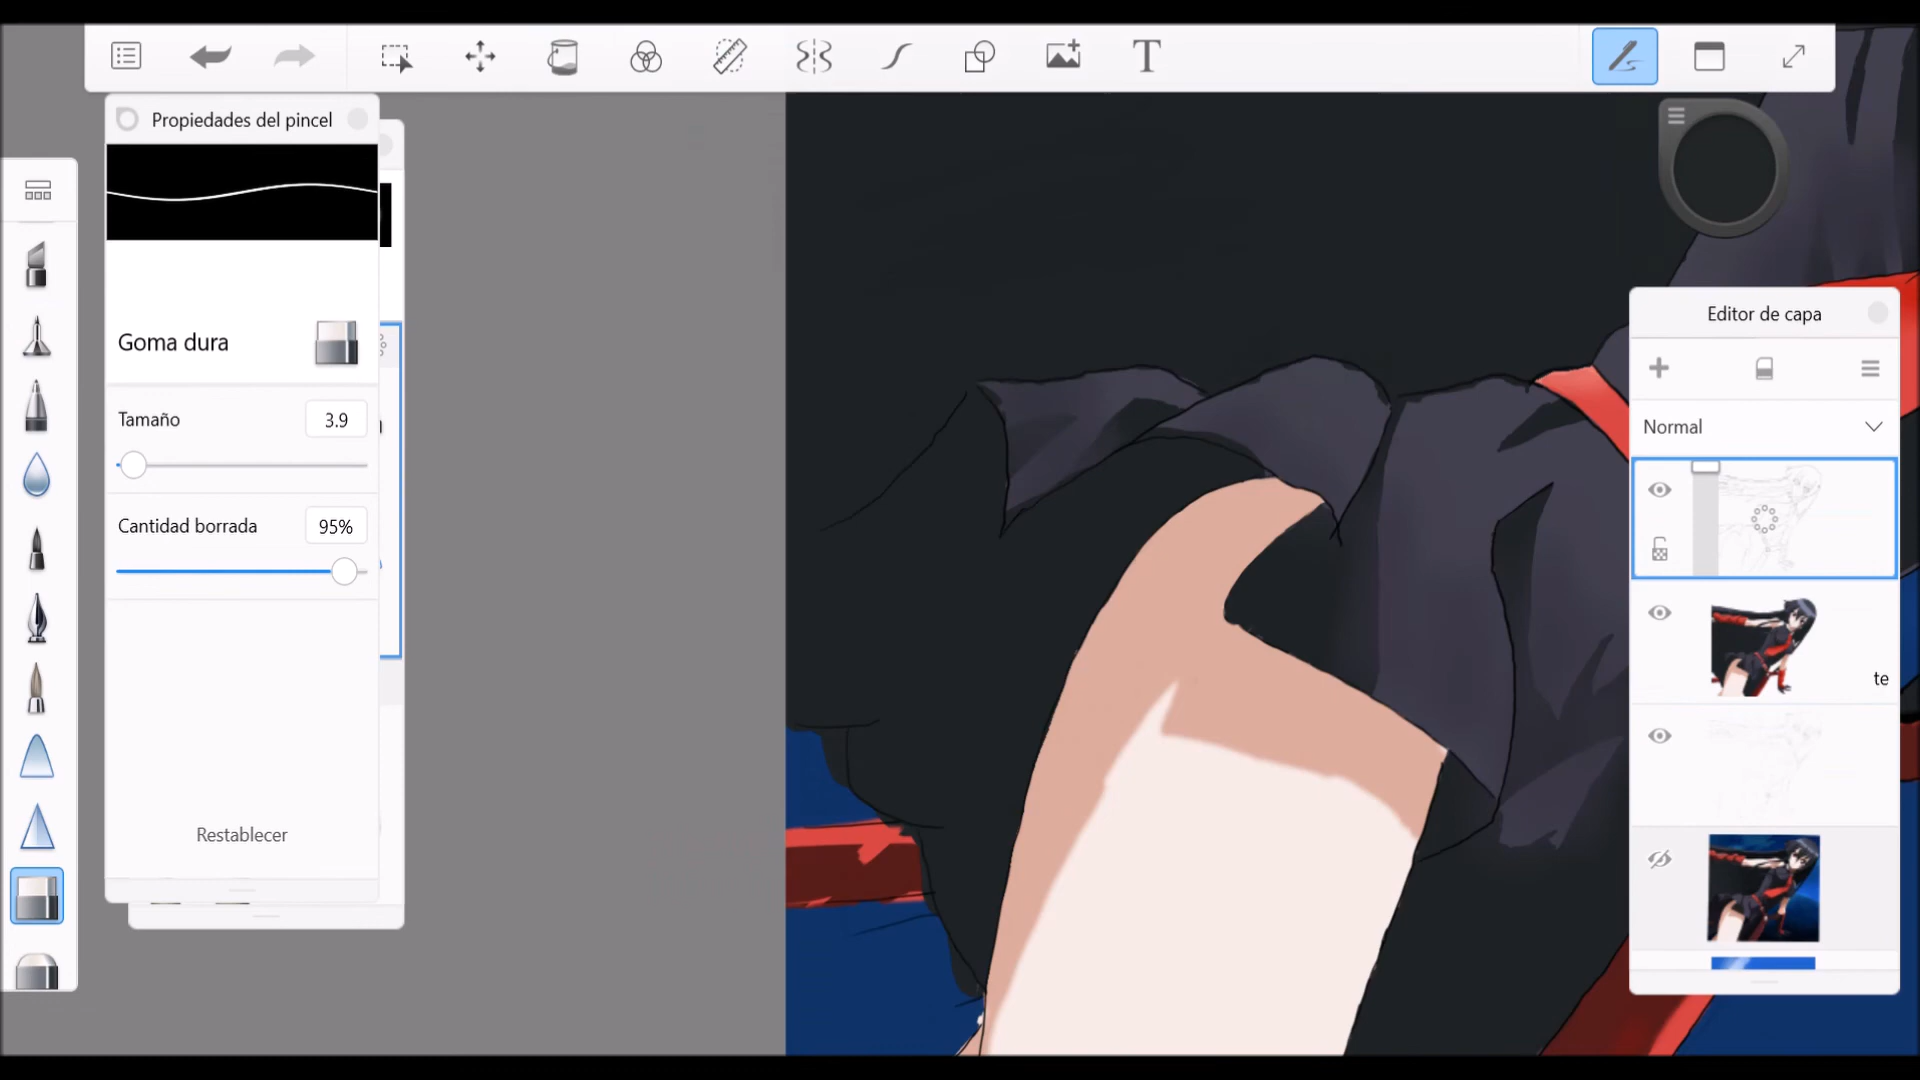 Propiedades del pincel
Goma dura
Tamaño
3.9
Cantidad borrada
95%
Restablecer
Editor de capa
Normal
te